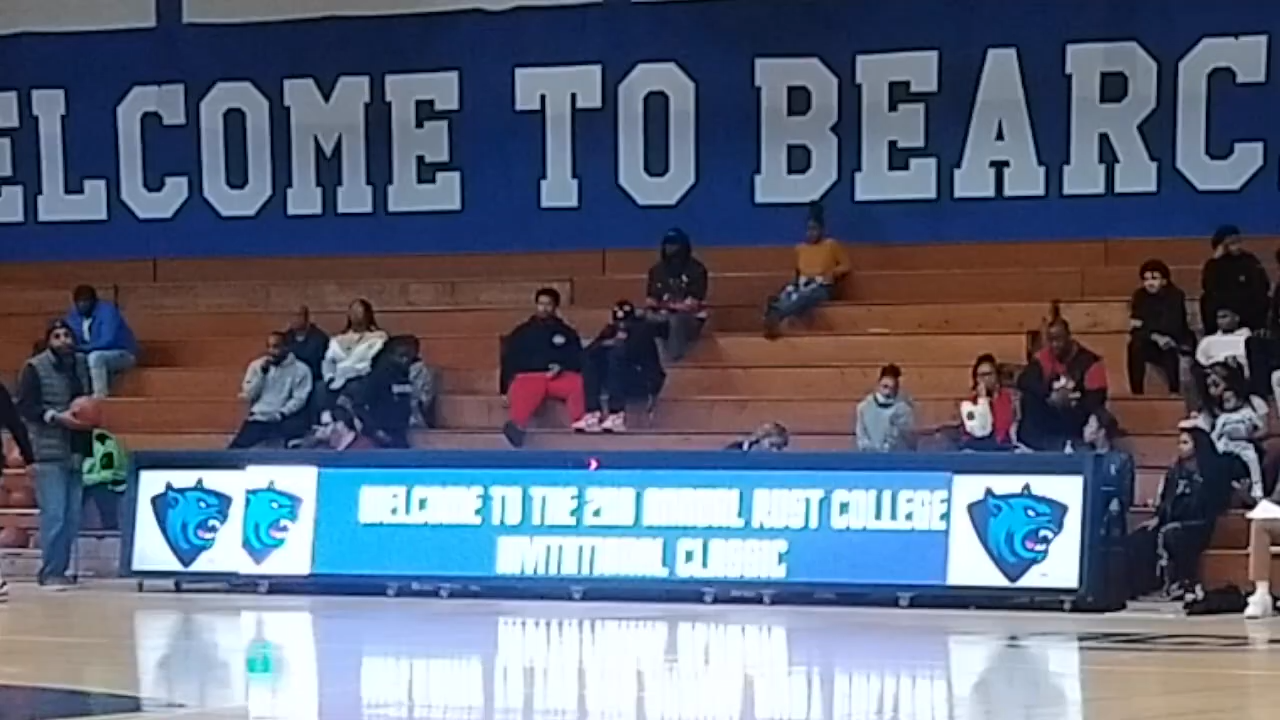 ELCOME TO BEARC
WELCOME TO THE 2ND ANNUAL RUST COLLEGE
INVITATIONAL CLASSIC